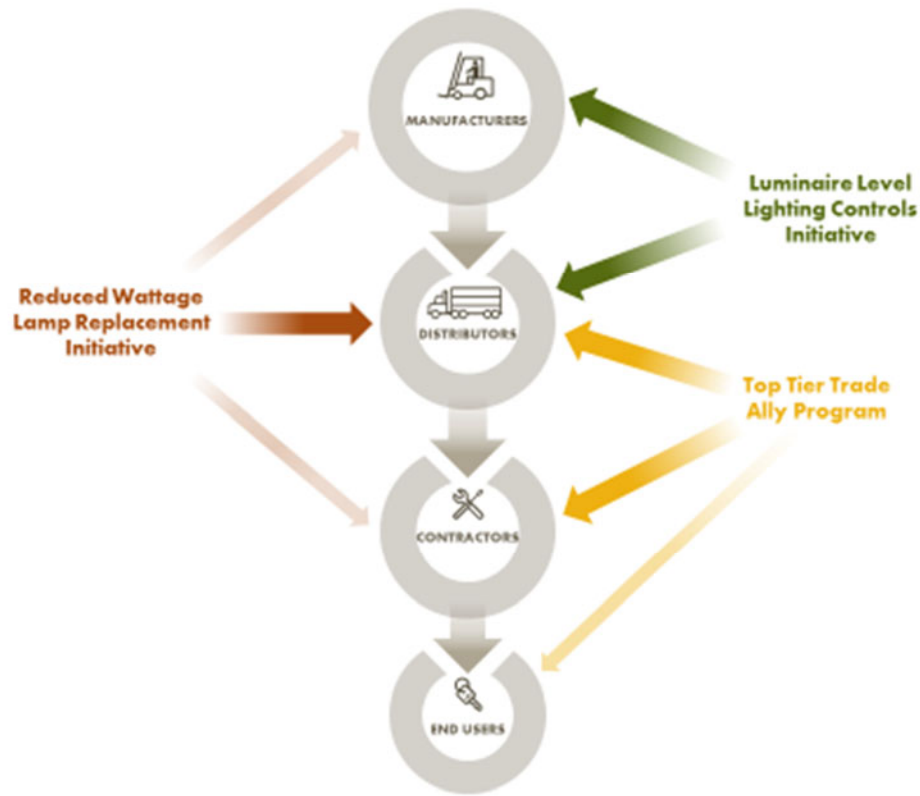 MANUFACTURERS
Luminaire Level
Lighting Controls
Initiative
Reduced Wattage
Lamp Replacement
Initiative
DISTRIBUTORS
Top Tier Trade
Ally Program
CONTRACTORS
END USERS